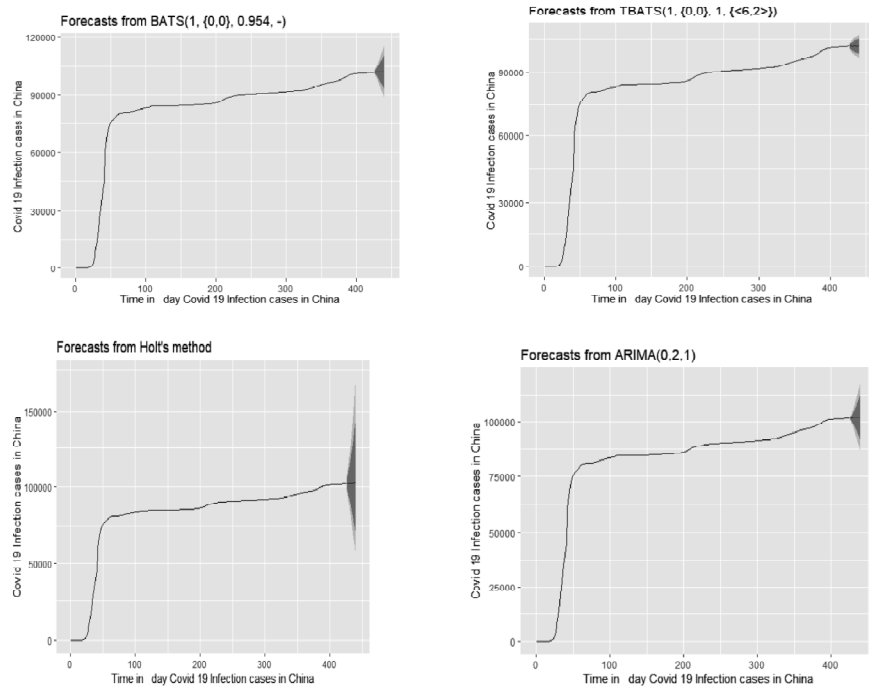 Forecasts from BATS(1, {0,0}, 0.954, -)
120000
90000
60000
30000
0
Covid 19 Infection cases in China
0 100 200 300 400
Time in day Covid 19 Infection cases in China
Forecasts from TBATS(1, {0,0}, 1, {<6,2>})
90000
60000
30000
0
Covid 19 Infection cases in China
0 100 200 300 400
Time in day Covid 19 Infection cases in China
Forecasts from Holt's method
150000
100000
50000
0
Covid 19 Infection cases in China
0 100 200 300 400
Time in day Covid 19 Infection cases in China
Forecasts from ARIMA(0,2,1)
100000
75000
50000
25000
0
Covid 19 Infection cases in China
0 100 200 300 400
Time in day Covid 19 Infection cases in China